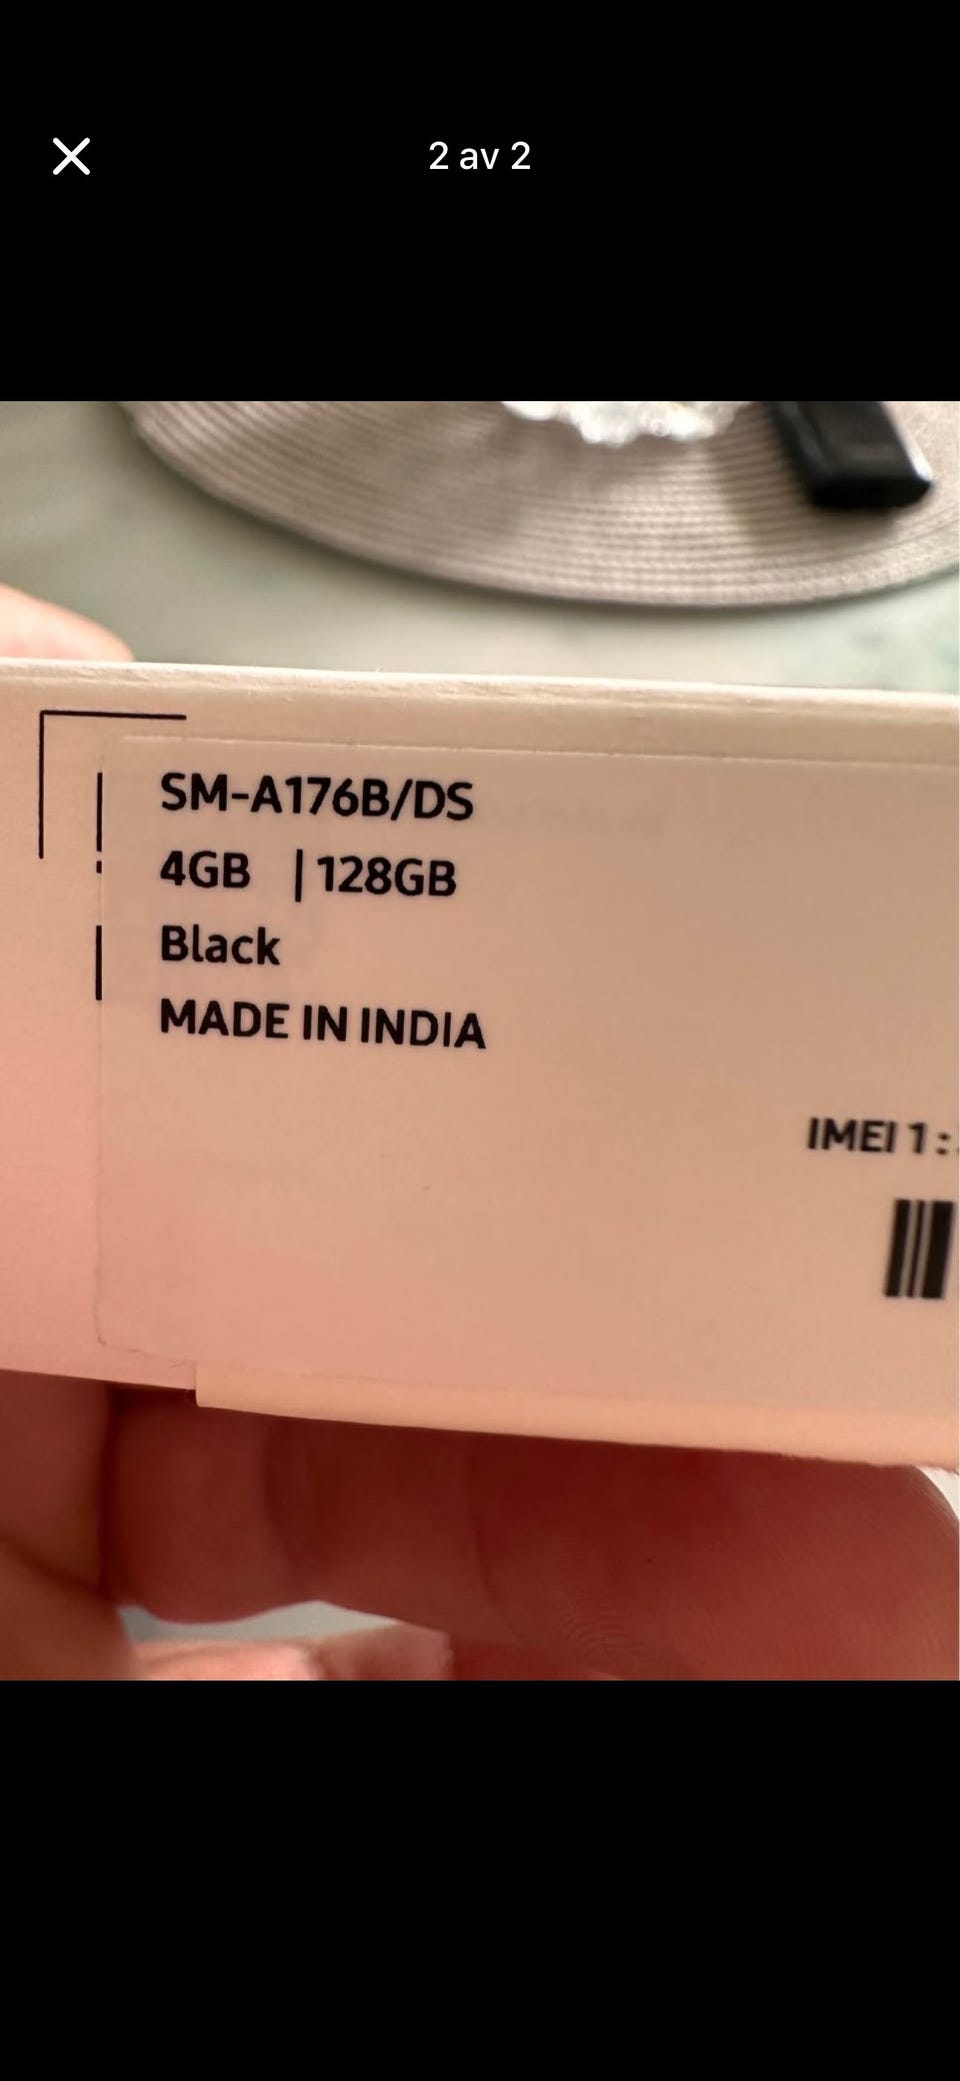 2 av 2
SM-A176B/DS
4GB | 128GB
Black
MADE IN INDIA
IMEI 1 :